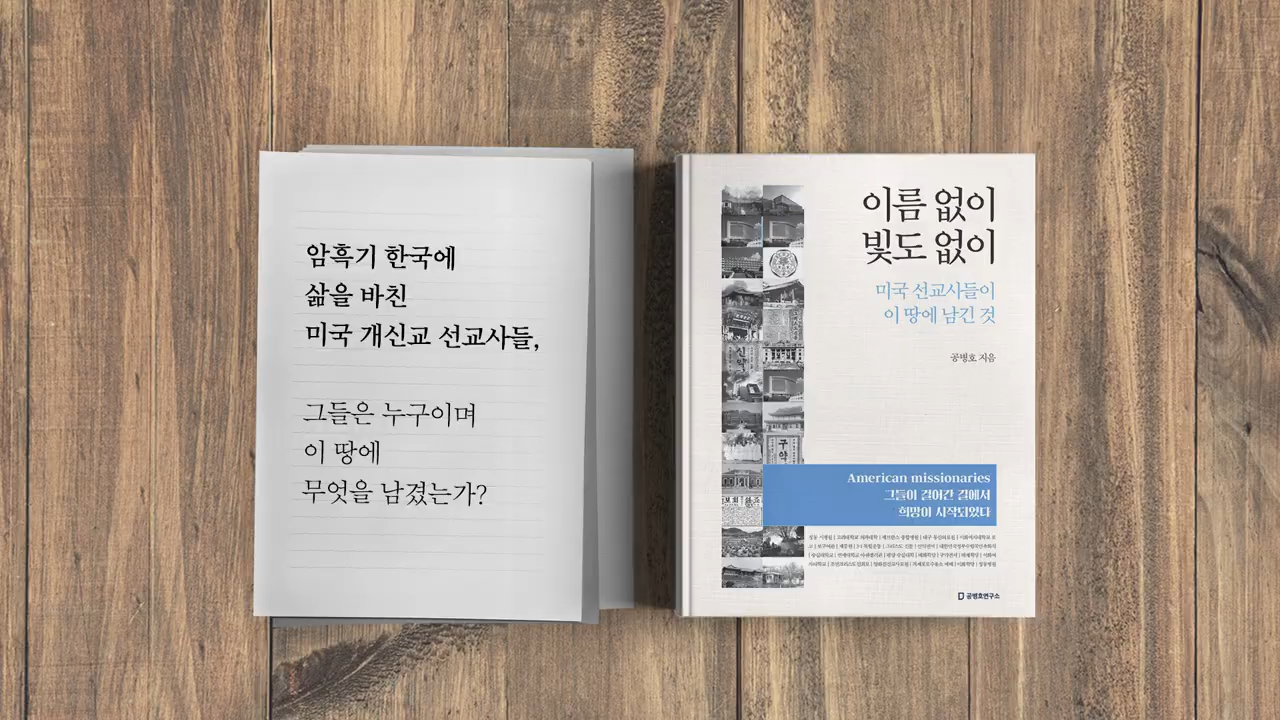 암흑기 한국에
삶을 바친
미국 개신교 선교사들,
그들은 누구이며
이 땅에
무엇을 남겼는가?
이름 없이
빛도 없이
미국 선교사들이
이 땅에 남긴 것
공병호 지음
구약
American missionaries
그들이 걸어간 길에서
희망이 시작되었다
공병호연구소